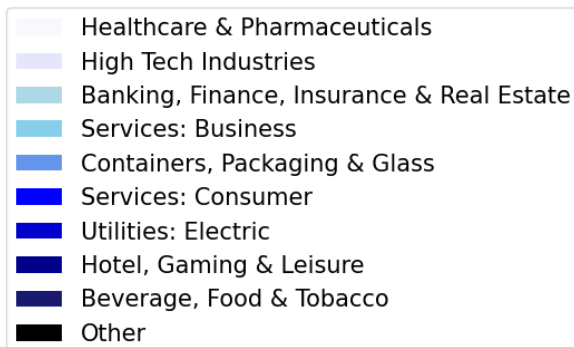 Healthcare & Pharmaceuticals
High Tech Industries
Banking, Finance, Insurance & Real Estate
Services: Business
Containers, Packaging & Glass
Services: Consumer
Utilities: Electric
Hotel, Gaming & Leisure
Beverage, Food & Tobacco
Other